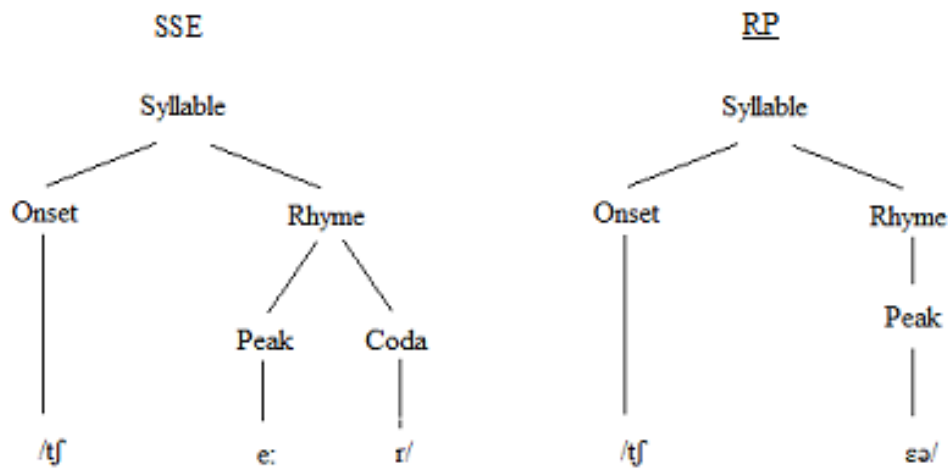 SSE RP
Syllable Syllable
Onset Rhyme Onset Rhyme
Peak Coda Peak
/tʃ e: r/ /tʃ ɛə/